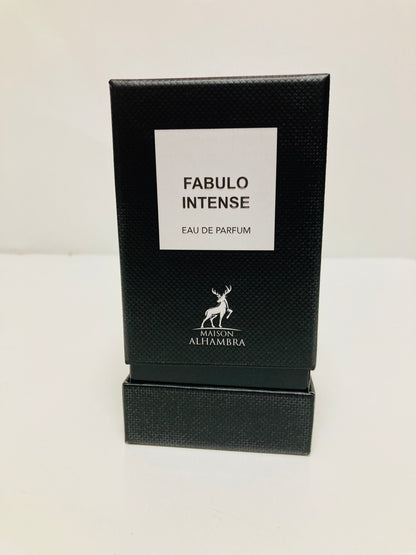 FABULO
INTENSE
EAU DE PARFUM
MAISON
ALHAMBRA